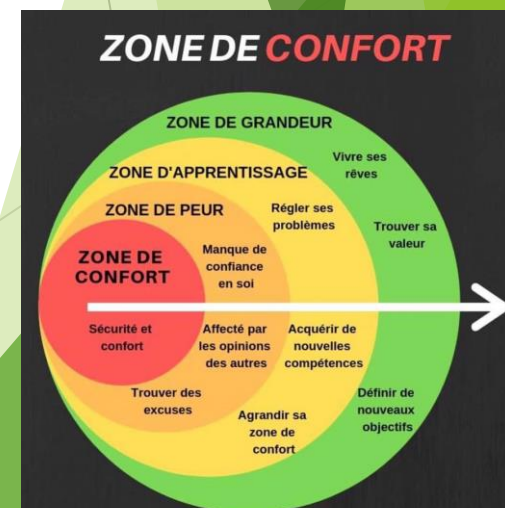 ZONE DE CONFORT
ZONE DE GRANDEUR
Vivre ses
rêves
ZONE D'APPRENTISSAGE
ZONE DE PEUR
Régler ses
problèmes
Trouver sa
valeur
ZONE DE
CONFORT
Manque de
confiance
en soi
Sécurité et
confort
Affecté par
les opinions
des autres
Acquérir de
nouvelles
compétences
Trouver des
excuses
Agrandir sa
zone de
confort
Définir de
nouveaux
objectifs